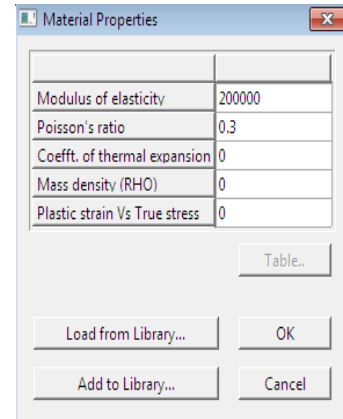 Material Properties
Modulus of elasticity 200000
Poisson's ratio 0.3
Coefft. of thermal expansion 0
Mass density (RHO) 0
Plastic strain Vs True stress 0
Table..
Load from Library... OK
Add to Library... Cancel